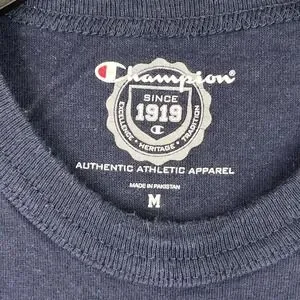 Champion
SINCE
1919
EXCELLENCE • HERITAGE • TRADITION
AUTHENTIC ATHLETIC APPAREL
MADE IN PAKISTAN
M